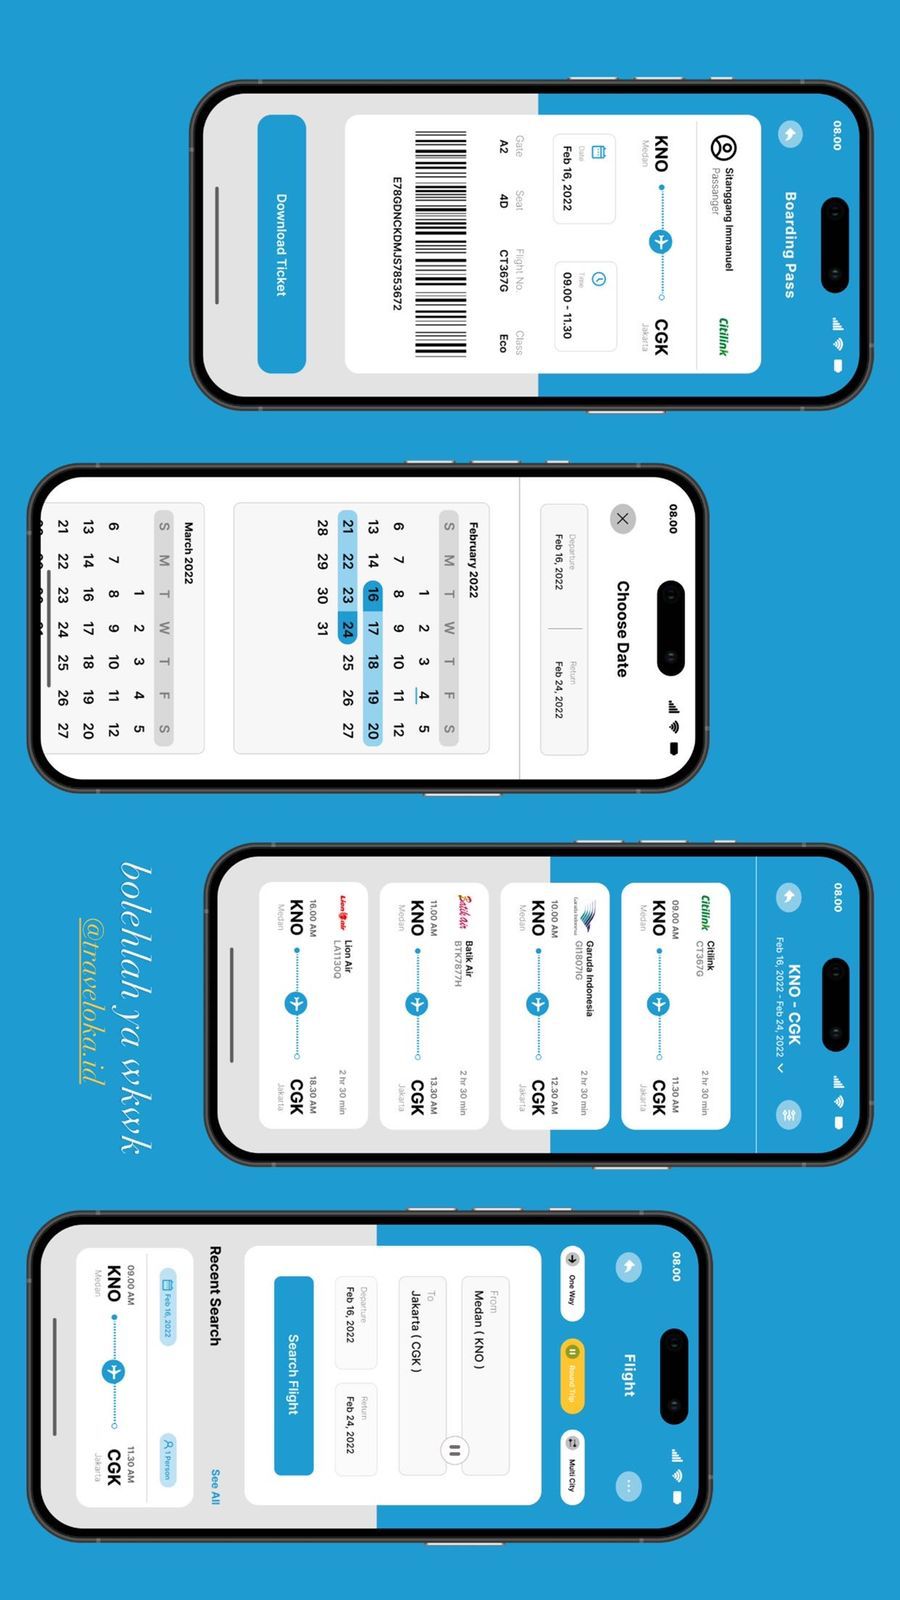 08.00
Boarding Pass
Sitanggang Immanuel
Passanger
Citilink
KNO
CGK
Medan
Jakarta
Date
Feb 16, 2022
Time
09.00 - 11.30
Gate Seat Flight No. Class
A2 4D CT367G Eco
E78GDNCKDMJS7853672
Download Ticket
08.00
Choose Date
Departure
Feb 16, 2022
Return
Feb 24, 2022
February 2022
S M T W T F S
1 2 3 4 5
6 7 8 9 10 11 12
13 14 16 17 18 19 20
21 22 23 24 25 26 27
28 29 30 31
March 2022
S M T W T F S
1 2 3 4 5
6 7 8 9 10 11 12
13 14 16 17 18 19 20
21 22 23 24 25 26 27
08.00
KNO - CGK
Feb 16, 2022 - Feb 24, 2022
Citilink
Citilink
CT367G
2 hr 30 min
09.00 AM 11.30 AM
KNO CGK
Medan Jakarta
Garuda Indonesia
Garuda Indonesia
GI1807IG
2 hr 30 min
10.00 AM 12.30 AM
KNO CGK
Medan Jakarta
Batik Air
Batik Air
BTK7877H
2 hr 30 min
11.00 AM 13.30 AM
KNO CGK
Medan Jakarta
Lion air
Lion Air
LA1130Q
2 hr 30 min
16.00 AM 18.30 AM
KNO CGK
Medan Jakarta
bolehlah ya wkwk
@traveloka.id
08.00
Flight
One Way
Round Trip
Multi City
From
Medan ( KNO )
To
Jakarta ( CGK )
Departure
Feb 16, 2022
Return
Feb 24, 2022
Search Flight
Recent Search
See All
Feb 16, 2022
1 Person
09.00 AM 11.30 AM
KNO CGK
Medan Jakarta